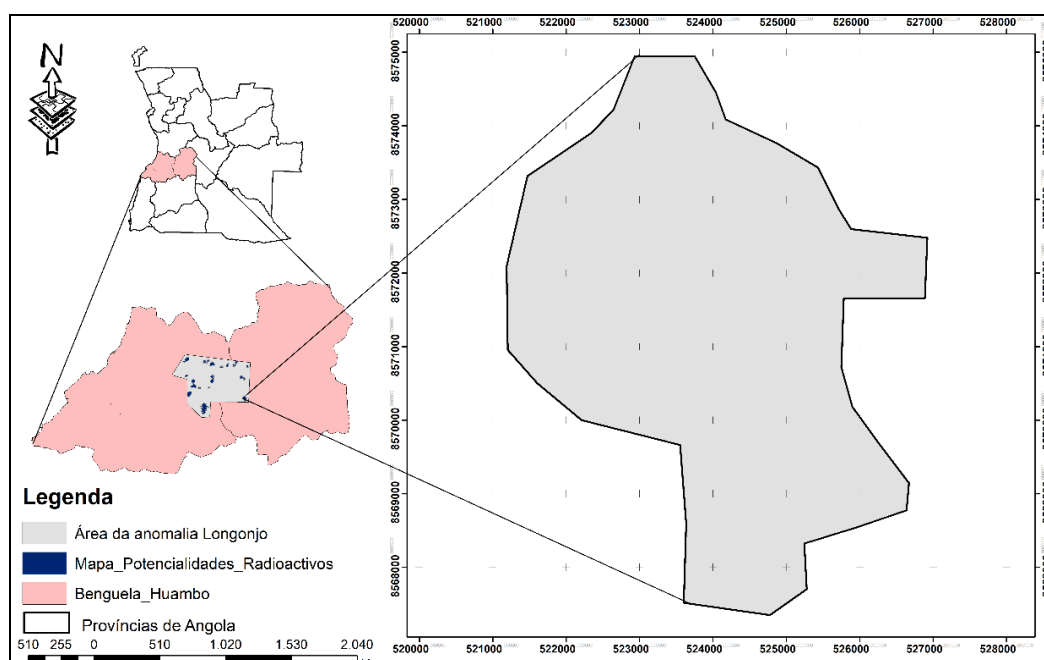 520000 521000 522000 523000 524000 525000 526000 527000 528000
N
8575000
8574000
8573000
8572000
8571000
8570000
8569000
8568000
Legenda
Área da anomalia Longonjo
Mapa_Potencialidades_Radioactivos
Benguela_Huambo
Províncias de Angola
510 255 0 510 1.020 1.530 2.040
520000 521000 522000 523000 524000 525000 526000 527000 528000